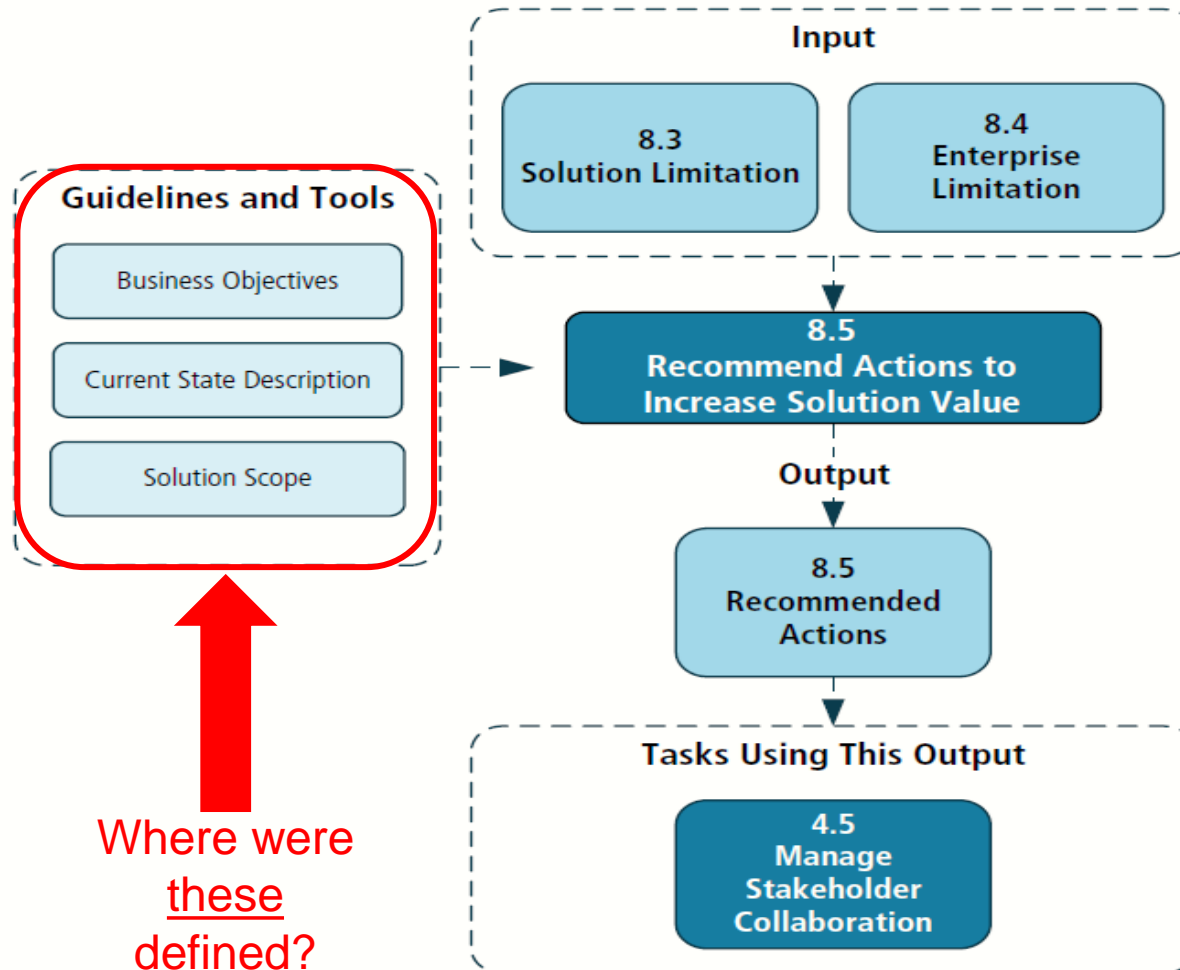 Input
8.3
Solution Limitation
8.4
Enterprise
Limitation
Guidelines and Tools
Business Objectives
Current State Description
Solution Scope
8.5
Recommend Actions to
Increase Solution Value
Output
8.5
Recommended
Actions
Tasks Using This Output
4.5
Manage
Stakeholder
Collaboration
Where were
these
defined?